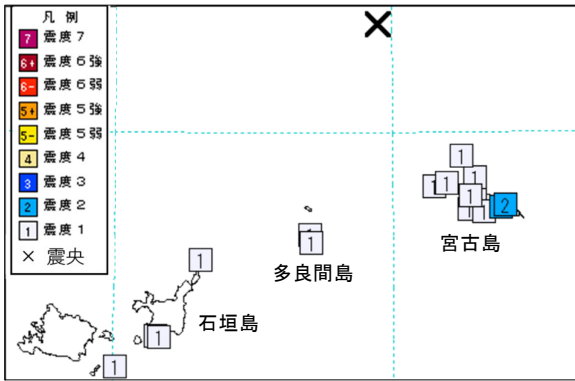 凡 例
7 震度7
6+ 震度6強
6- 震度6弱
5+ 震度5強
5- 震度5弱
4 震度4
3 震度3
2 震度2
1 震度1
× 震央
1
1
1
1
1
1
1
1
2
宮古島
1
多良間島
1
石垣島
1
1